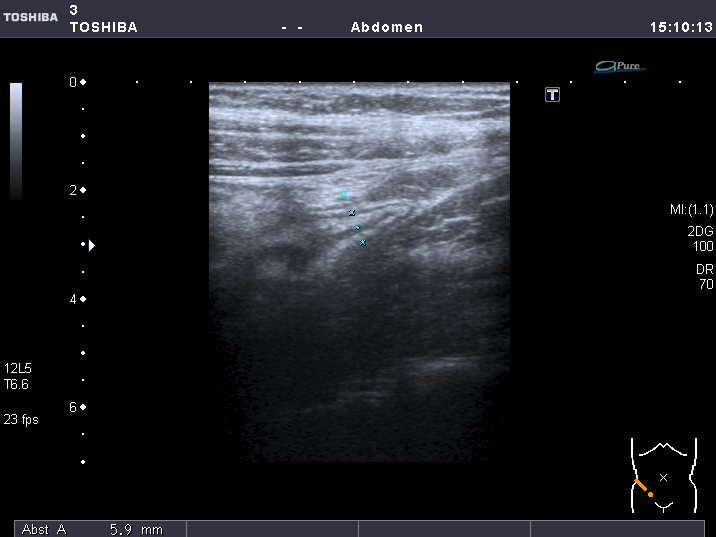 TOSHIBA
3
TOSHIBA
- -
Abdomen
15:10:13
aPure
T
0
2
4
6
MI:(1.1)
2DG
100
DR
70
12L5
T6.6
23 fps
Abst A 5.9 mm